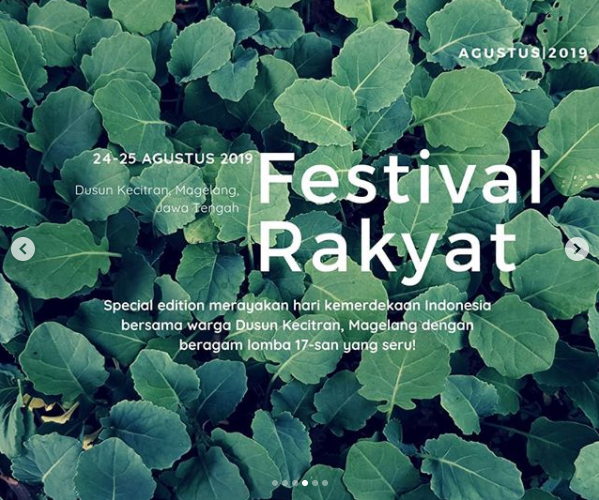 AGUSTUS|2019
24-25 AGUSTUS 2019
Dusun Kecitran, Magelang,
Jawa Tengah
Festival
Rakyat
Special edition merayakan hari kemerdekaan Indonesia
bersama warga Dusun Kecitran, Magelang dengan
beragam lomba 17-san yang seru!